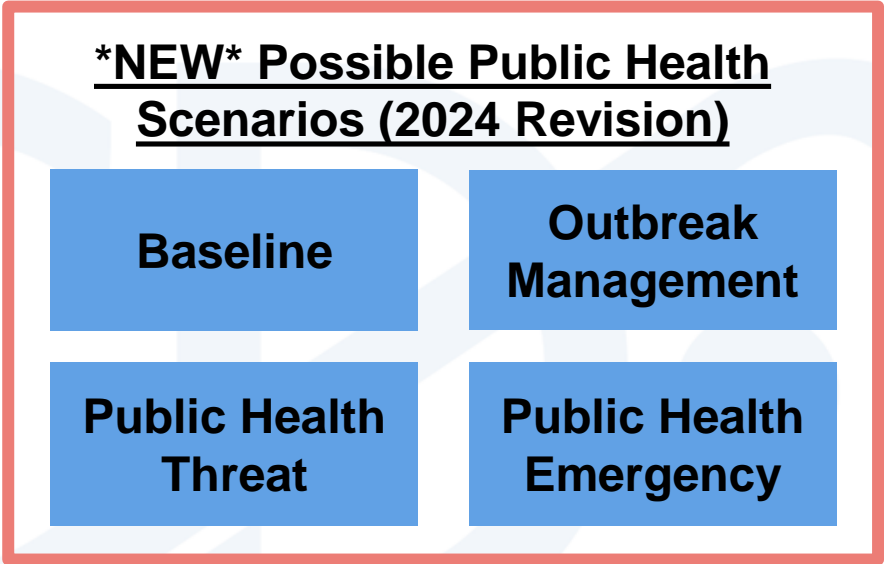 *NEW* Possible Public Health
Scenarios (2024 Revision)
Baseline
Outbreak
Management
Public Health
Threat
Public Health
Emergency